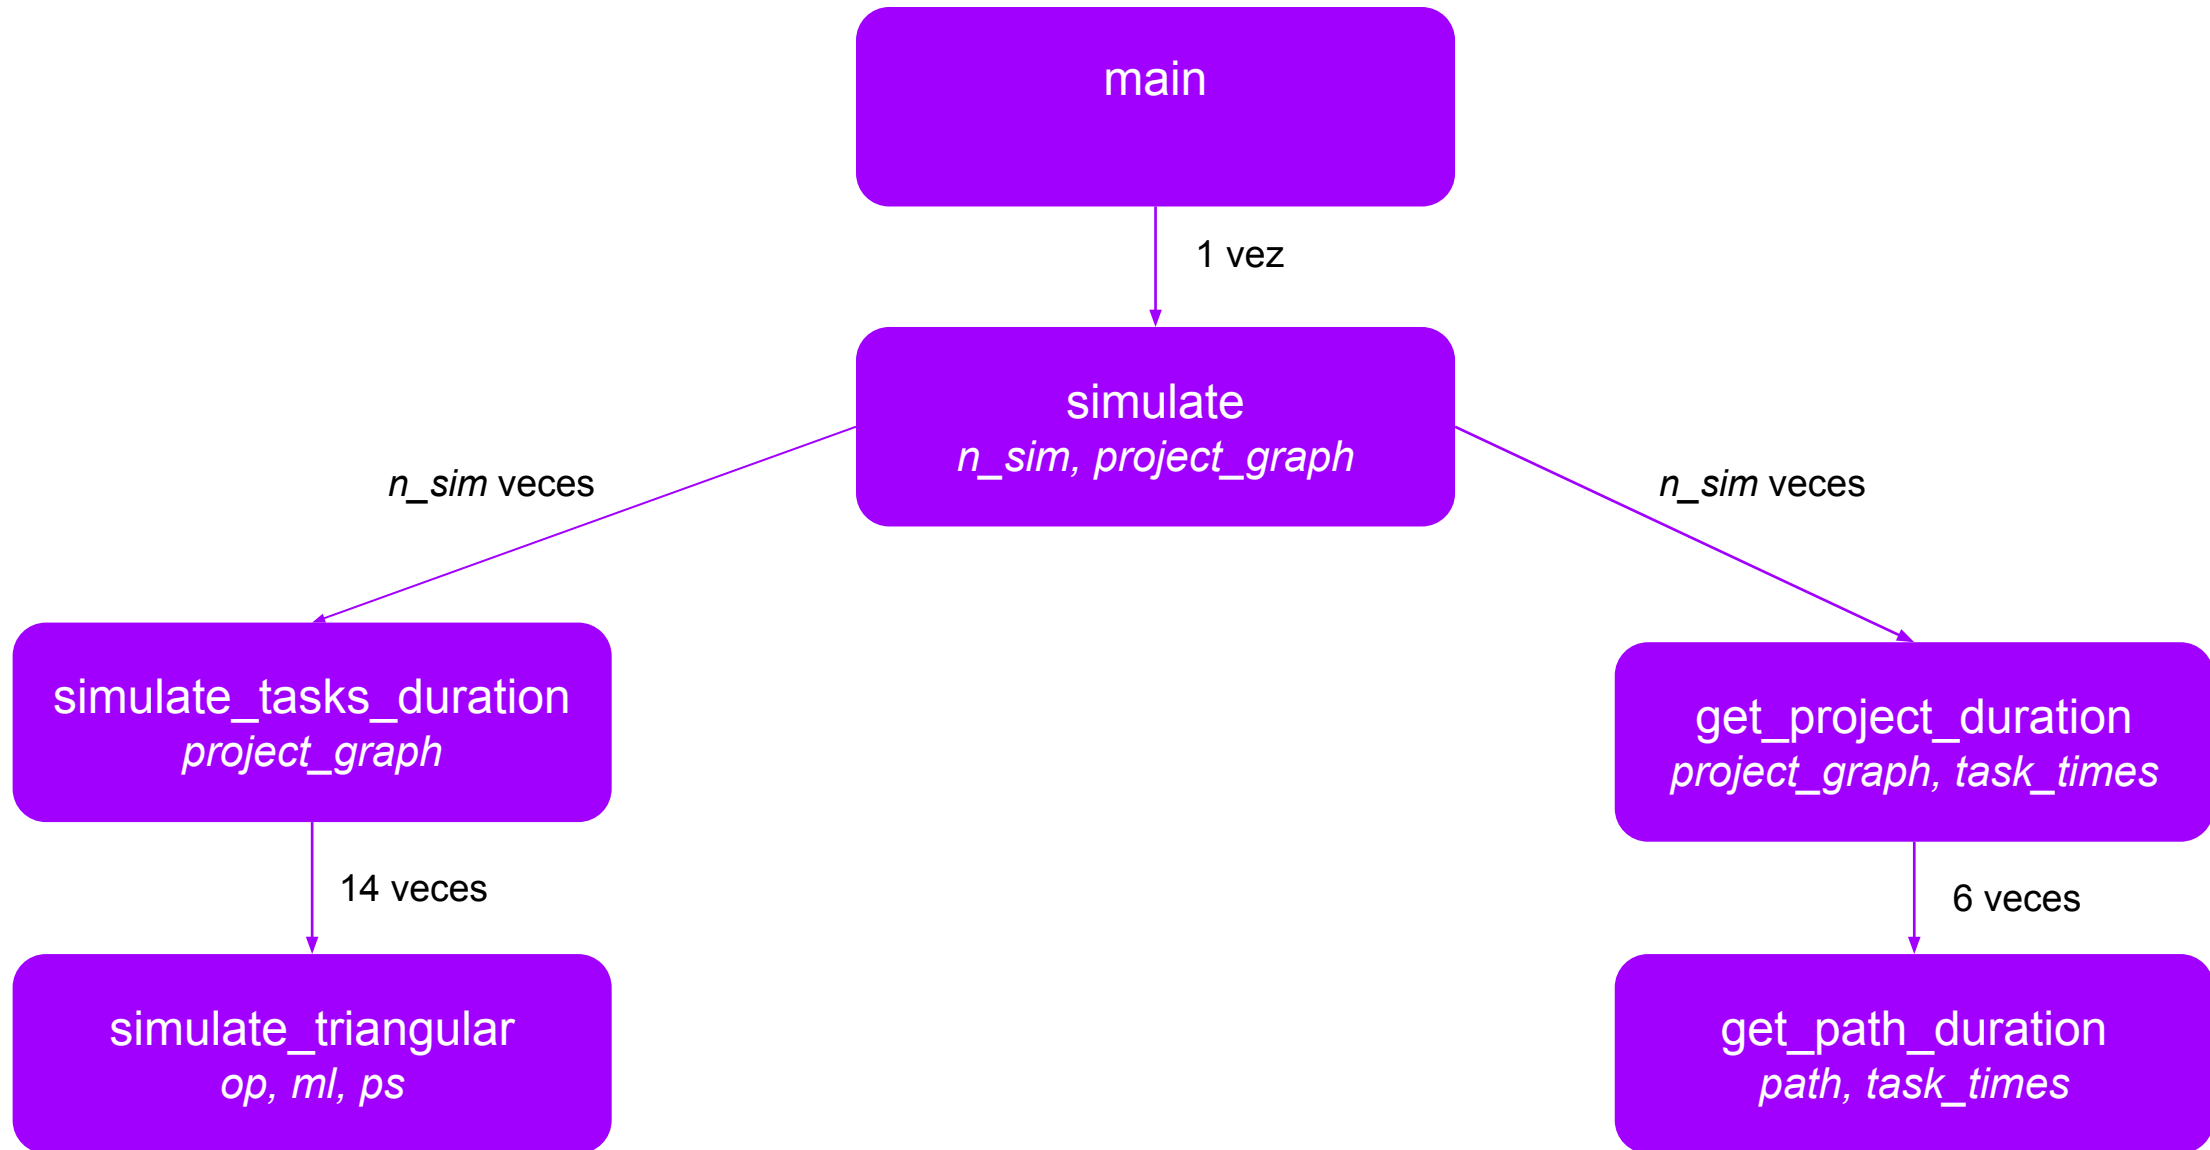 main
1 vez
simulate
n_sim, project_graph
n_sim veces
n_sim veces
simulate_tasks_duration
project_graph
get_project_duration
project_graph, task_times
14 veces
6 veces
simulate_triangular
op, ml, ps
get_path_duration
path, task_times